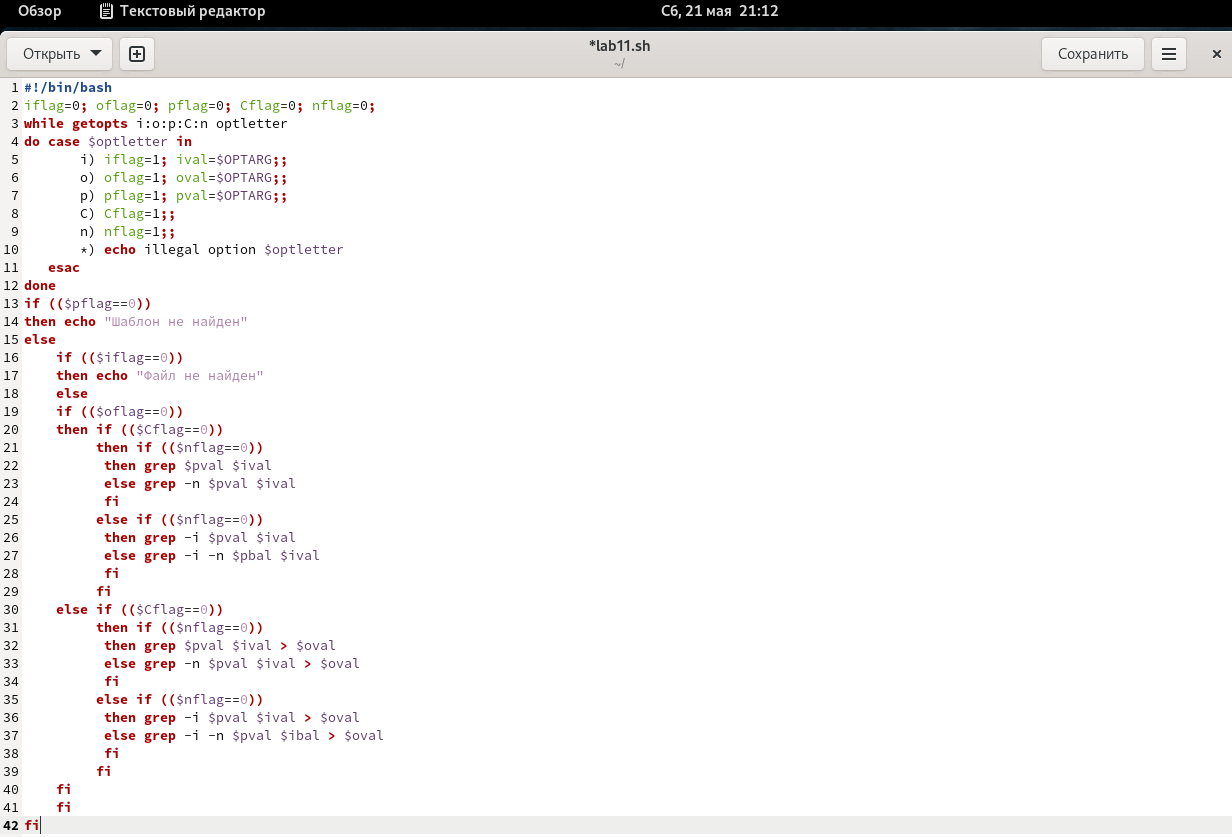 Обзор Текстовый редактор Сб, 21 мая 21:12
Открыть *lab11.sh Сохранить
~/
1 #!/bin/bash
2 iflag=0; oflag=0; pflag=0; Cflag=0; nflag=0;
3 while getopts i:o:p:C:n optletter
4 do case $optletter in
5        i) iflag=1; ival=$OPTARG;;
6        o) oflag=1; oval=$OPTARG;;
7        p) pflag=1; pval=$OPTARG;;
8        C) Cflag=1;;
9        n) nflag=1;;
10        *) echo illegal option $optletter
11    esac
12 done
13 if (($pflag==0))
14 then echo "Шаблон не найден"
15 else
16     if (($iflag==0))
17     then echo "Файл не найден"
18     else
19     if (($oflag==0))
20     then if (($Cflag==0))
21          then if (($nflag==0))
22           then grep $pval $ival
23           else grep -n $pval $ival
24           fi
25          else if (($nflag==0))
26           then grep -i $pval $ival
27           else grep -i -n $pbal $ival
28           fi
29          fi
30     else if (($Cflag==0))
31          then if (($nflag==0))
32           then grep $pval $ival > $oval
33           else grep -n $pval $ival > $oval
34           fi
35          else if (($nflag==0))
36           then grep -i $pval $ival > $oval
37           else grep -i -n $pval $ibal > $oval
38           fi
39          fi
40     fi
41     fi
42 fi